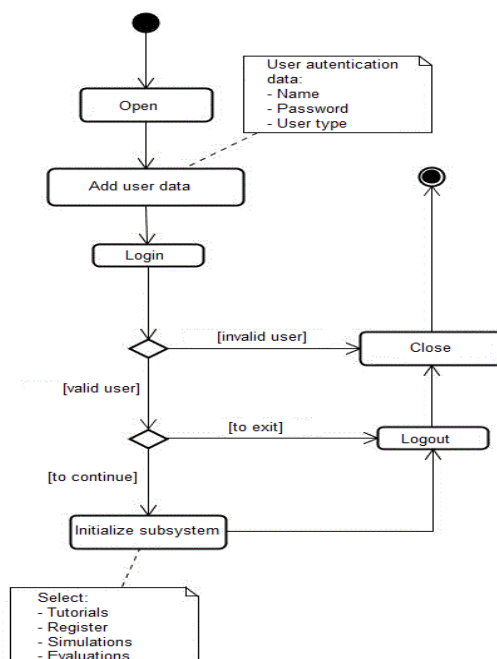 User autentication
data:
- Name
- Password
- User type
Open
Add user data
Login
[invalid user]
Close
[valid user]
[to exit]
Logout
[to continue]
Initialize subsystem
Select:
- Tutorials
- Register
- Simulations
- Evaluations